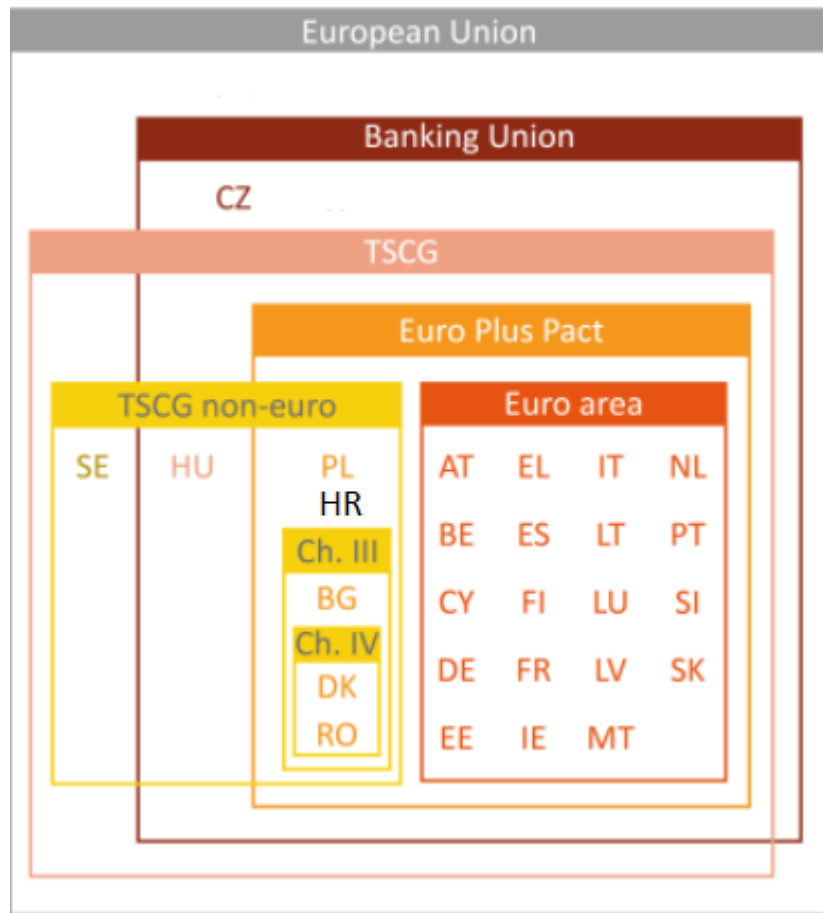 European Union
Banking Union
CZ
TSCG
Euro Plus Pact
TSCG non-euro
Euro area
SE HU PL AT EL IT NL
HR
BE ES LT PT
Ch. III
BG CY FI LU SI
Ch. IV
DK DE FR LV SK
RO EE IE MT